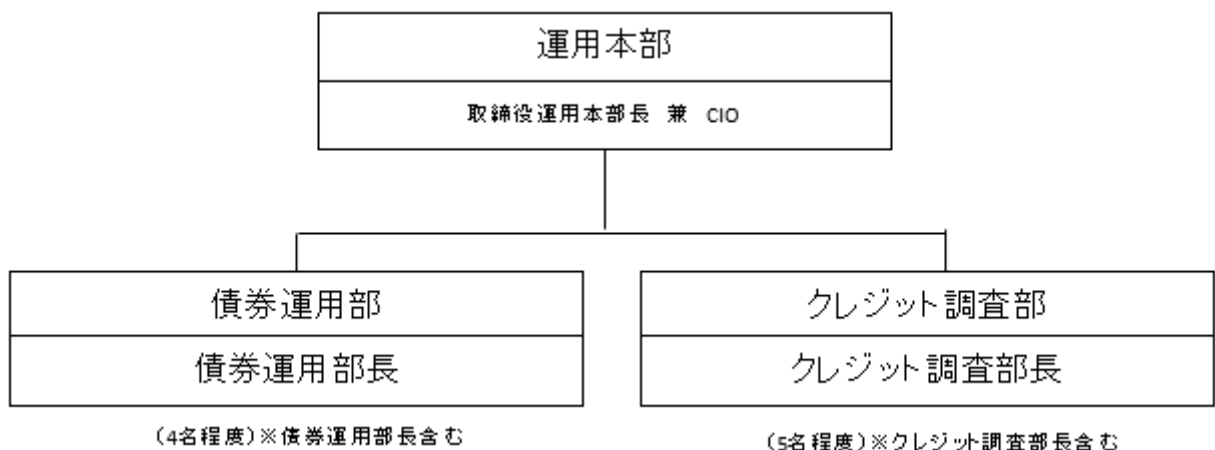 運用本部
取締役運用本部長　兼　CIO
債券運用部
債券運用部長
(4名程度)※債券運用部長含む
クレジット調査部
クレジット調査部長
(5名程度)※クレジット調査部長含む